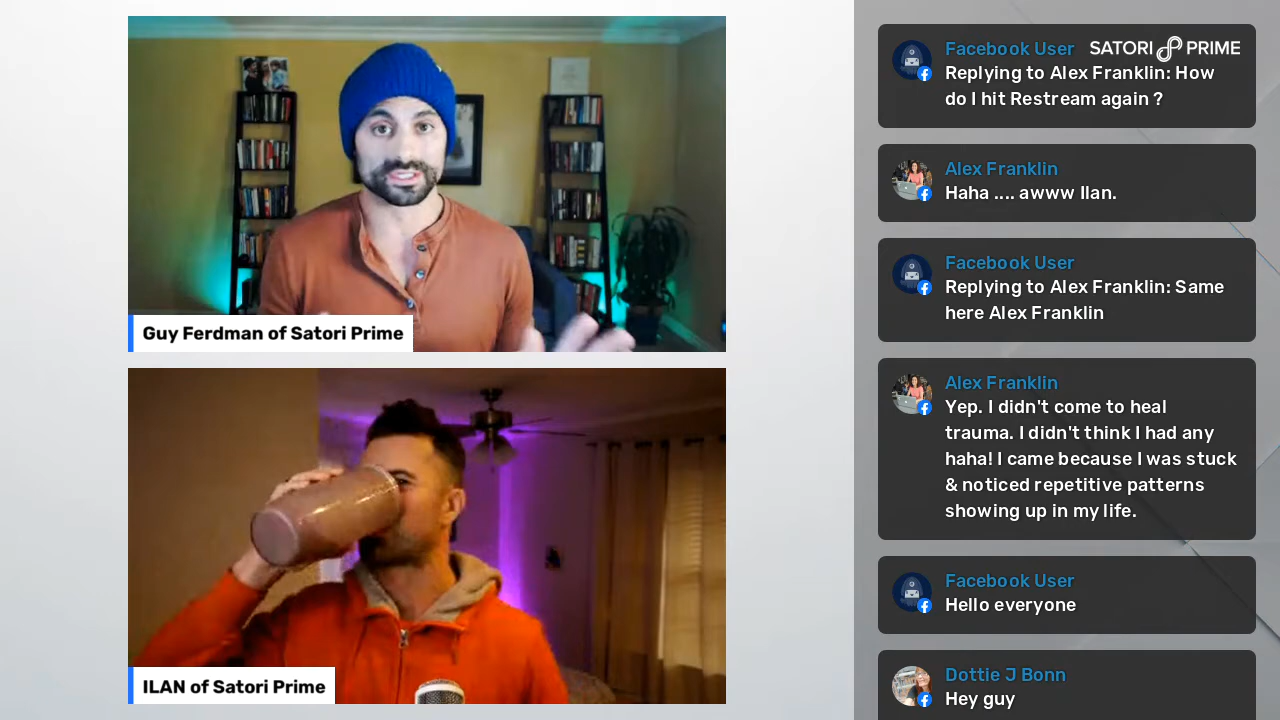 Guy Ferdman of Satori Prime
ILAN of Satori Prime
SATORI PRIME
Facebook User
Replying to Alex Franklin: How
do I hit Restream again ?
Alex Franklin
Haha .... awww Ilan.
Facebook User
Replying to Alex Franklin: Same
here Alex Franklin
Alex Franklin
Yep. I didn't come to heal
trauma. I didn't think I had any
haha! I came because I was stuck
& noticed repetitive patterns
showing up in my life.
Facebook User
Hello everyone
Dottie J Bonn
Hey guy